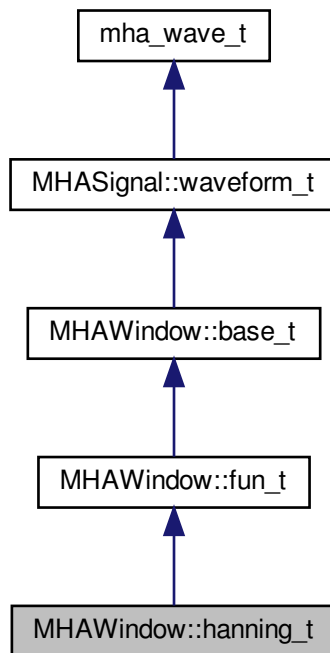 mha_wave_t
MHASignal::waveform_t
MHAWindow::base_t
MHAWindow::fun_t
MHAWindow::hanning_t